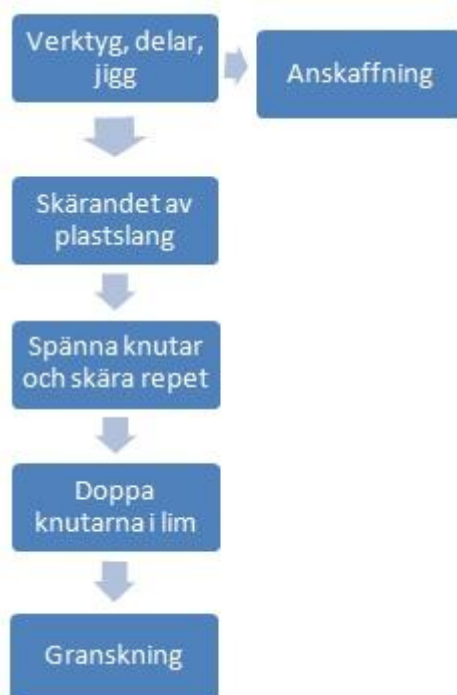 Verktyg, delar,
jigg
Anskaffning
Skärandet av
plastslang
Spänna knutar
och skära repet
Doppa
knutarna i lim
Granskning